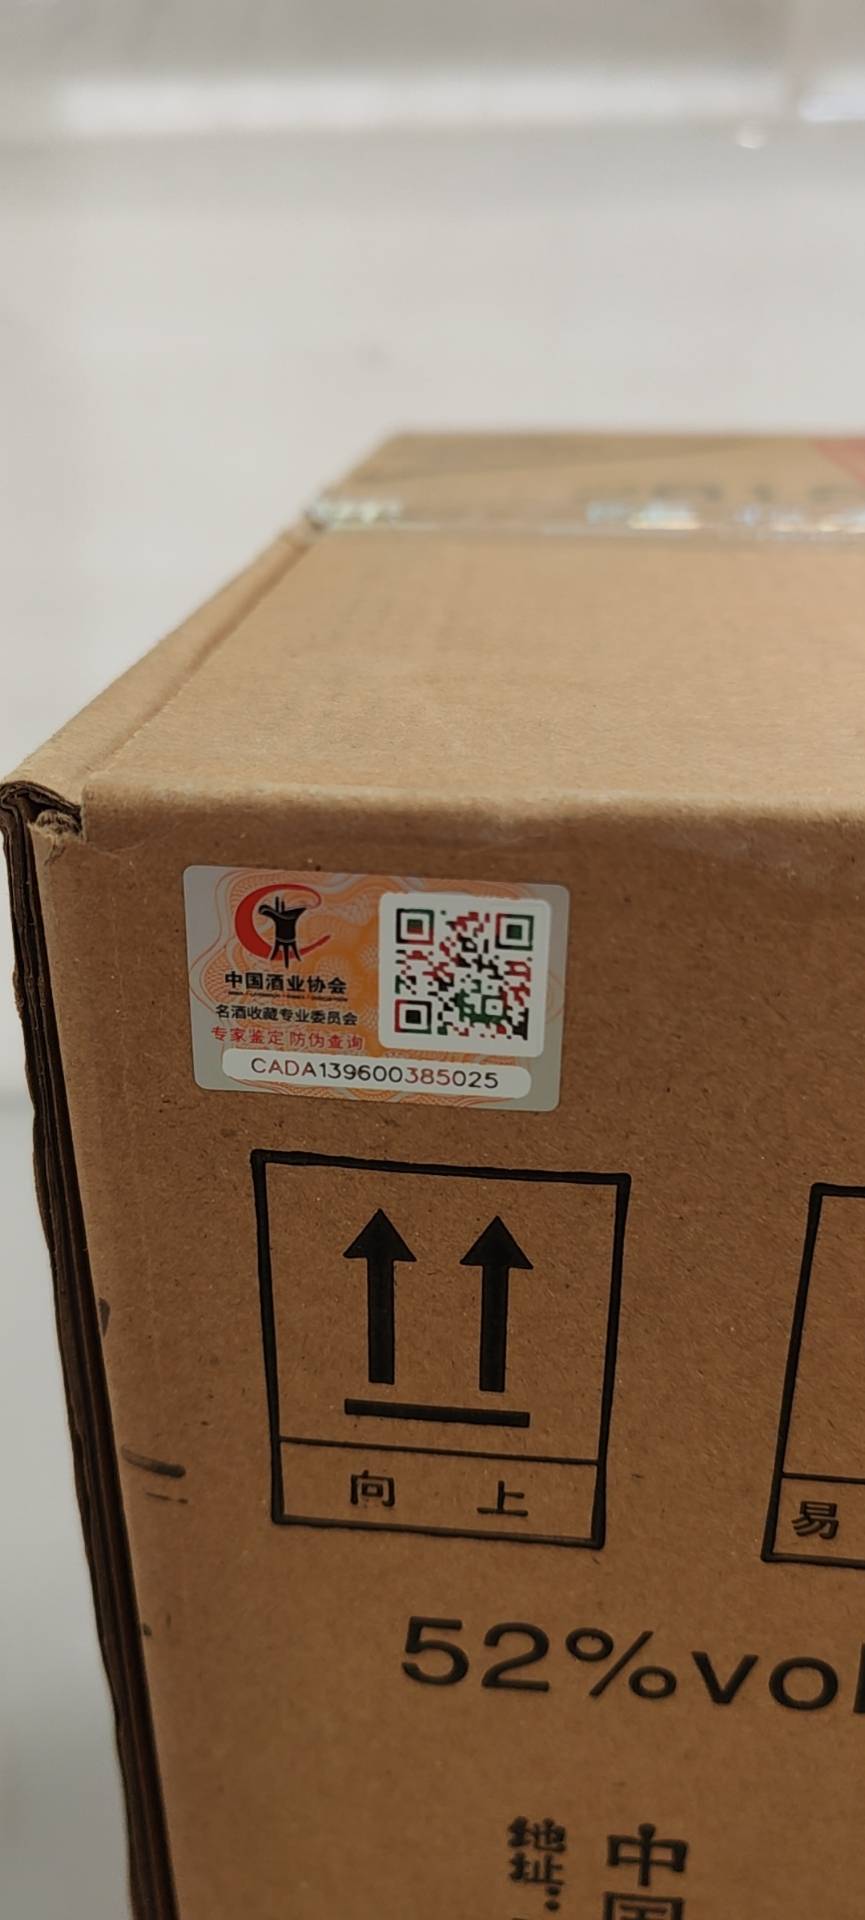 中国酒业协会
名酒收藏专业委员会
专家鉴定 防伪查询
CADA139600385025
向 上
易
52%vol
地址：
中国